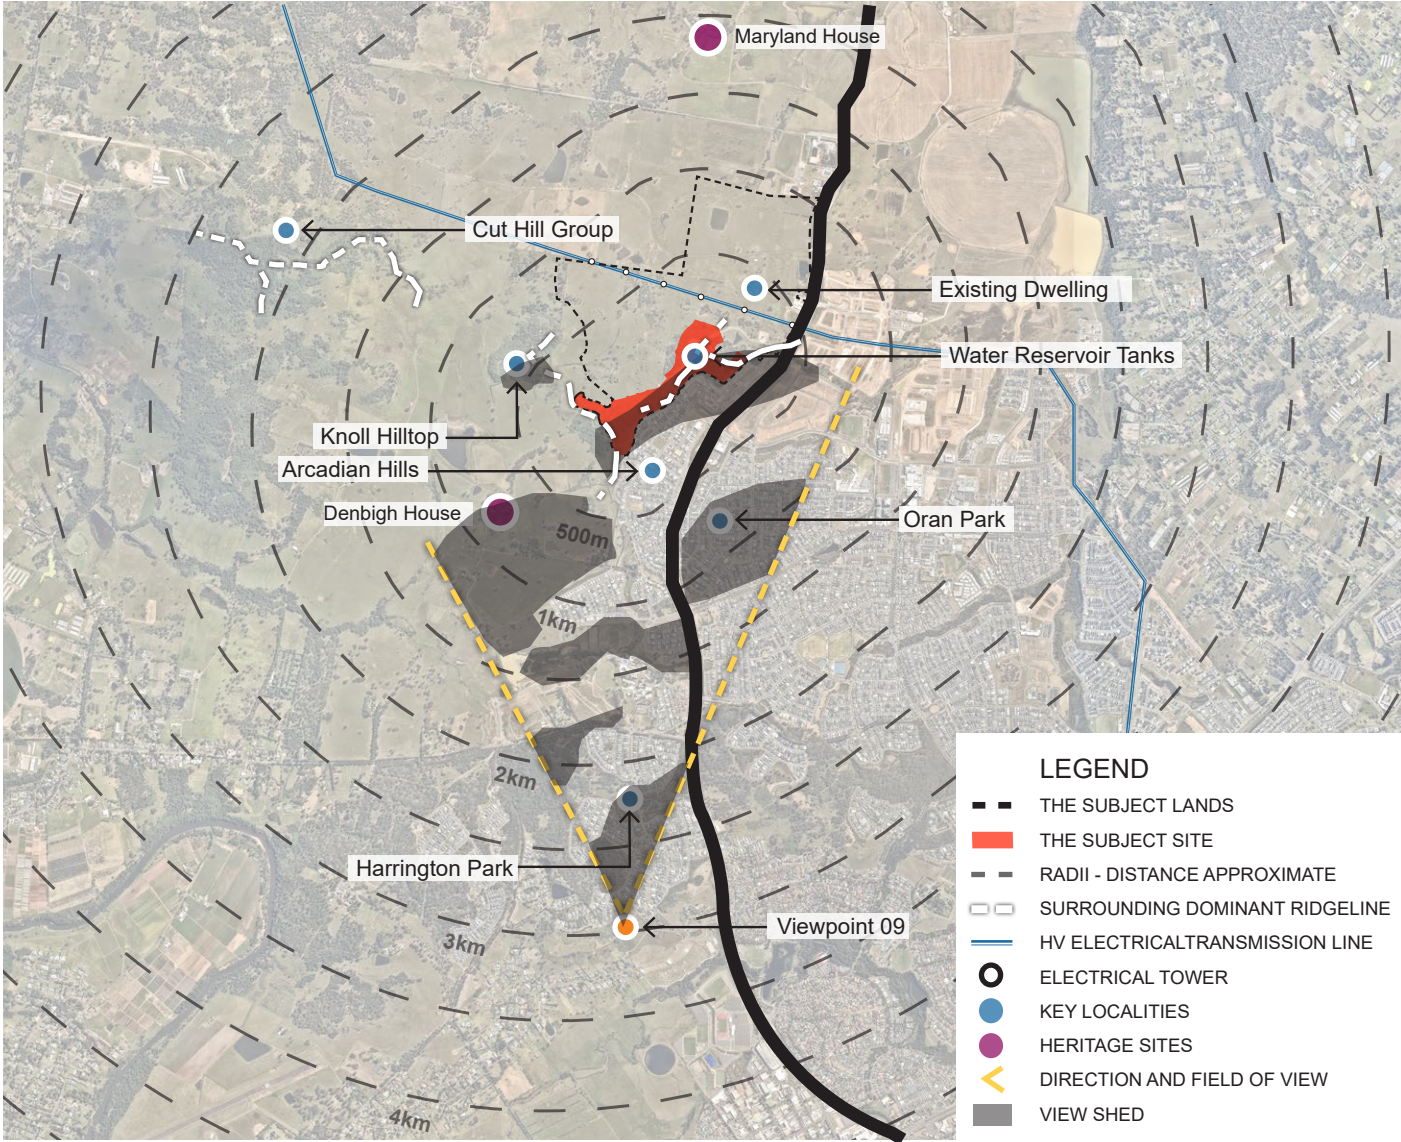 Maryland House
Cut Hill Group
Existing Dwelling
Water Reservoir Tanks
Knoll Hilltop
Arcadian Hills
Denbigh House
Oran Park
500m
1km
2km
Harrington Park
Viewpoint 09
3km
4km
LEGEND
THE SUBJECT LANDS
THE SUBJECT SITE
RADII - DISTANCE APPROXIMATE
SURROUNDING DOMINANT RIDGELINE
HV ELECTRICALTRANSMISSION LINE
ELECTRICAL TOWER
KEY LOCALITIES
HERITAGE SITES
DIRECTION AND FIELD OF VIEW
VIEW SHED